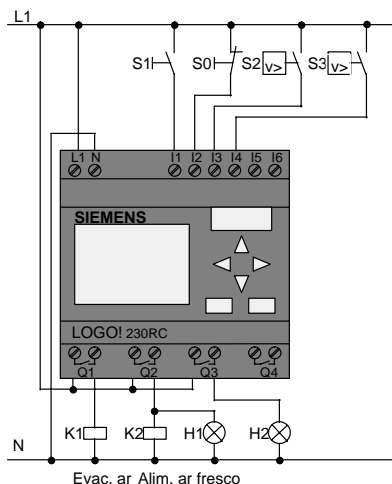 L1
S1 S0 S2 v> S3 v>
L1 N I1 I2 I3 I4 I5 I6
SIEMENS
LOGO! 230RC
Q1 Q2 Q3 Q4
K1 K2 H1 H2
N
Evac. ar Alim. ar fresco